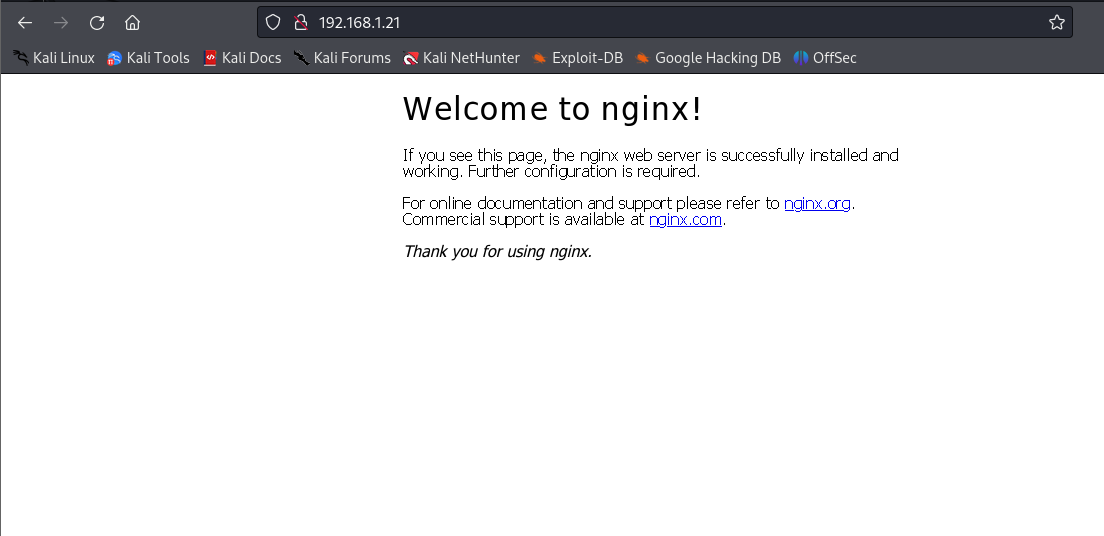 192.168.1.21
Kali Linux Kali Tools Kali Docs Kali Forums Kali NetHunter Exploit-DB Google Hacking DB OffSec
Welcome to nginx!
If you see this page, the nginx web server is successfully installed and
working. Further configuration is required.
For online documentation and support please refer to nginx.org.
Commercial support is available at nginx.com.
Thank you for using nginx.